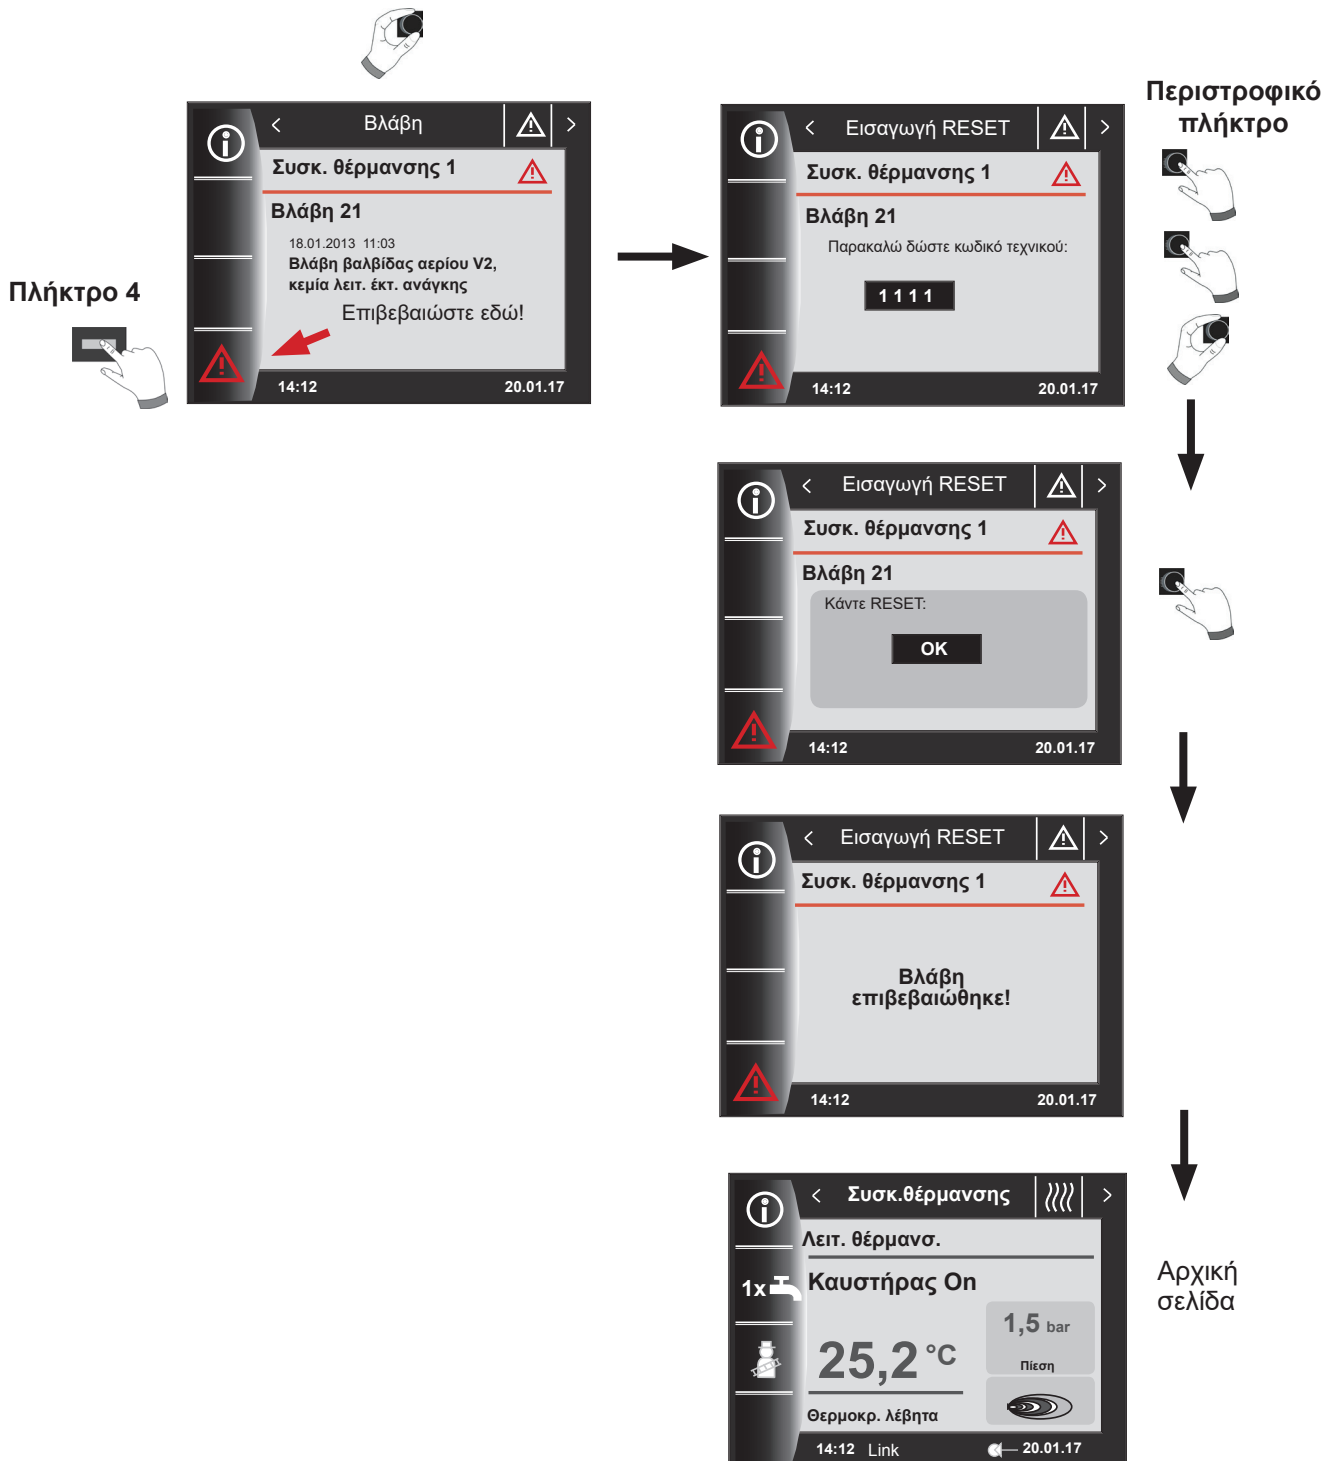 Περιστροφικό
πλήκτρο
Πλήκτρο 4
< Βλάβη >
Συσκ. θέρμανσης 1
Βλάβη 21
18.01.2013 11:03
Βλάβη βαλβίδας αερίου V2,
κεμία λειτ. έκτ. ανάγκης
Επιβεβαιώστε εδώ!
14:12 20.01.17
< Εισαγωγή RESET >
Συσκ. θέρμανσης 1
Βλάβη 21
Παρακαλώ δώστε κωδικό τεχνικού:
1 1 1 1
14:12 20.01.17
< Εισαγωγή RESET >
Συσκ. θέρμανσης 1
Βλάβη 21
Κάντε RESET:
OK
14:12 20.01.17
< Εισαγωγή RESET >
Συσκ. θέρμανσης 1
Βλάβη
επιβεβαιώθηκε!
14:12 20.01.17
< Συσκ.θέρμανσης >
Λειτ. θέρμανσ.
1x Καυστήρας On
1,5 bar
25,2 °C
Πίεση
Θερμοκρ. λέβητα
14:12 Link 20.01.17
Αρχική
σελίδα